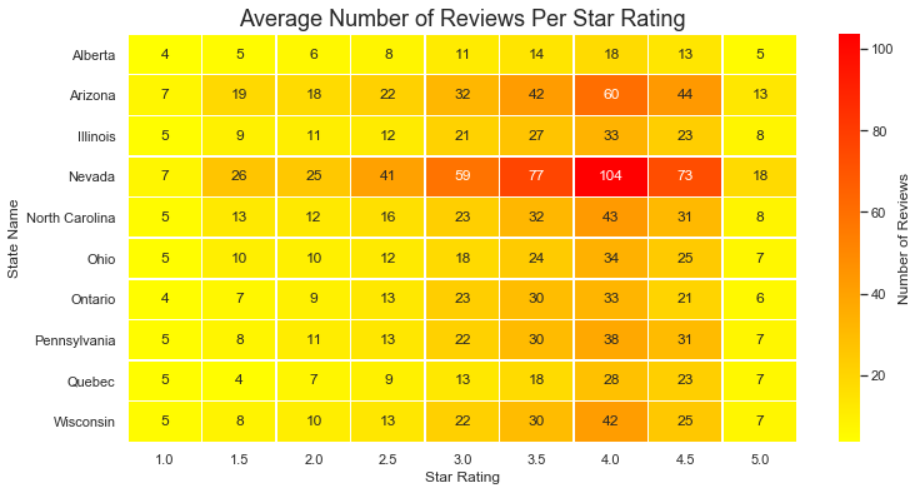 Average Number of Reviews Per Star Rating
Alberta 4 5 6 8 11 14 18 13 5
Arizona 7 19 18 22 32 42 60 44 13
Illinois 5 9 11 12 21 27 33 23 8
Nevada 7 26 25 41 59 77 104 73 18
North Carolina 5 13 12 16 23 32 43 31 8
Ohio 5 10 10 12 18 24 34 25 7
Ontario 4 7 9 13 23 30 33 21 6
Pennsylvania 5 8 11 13 22 30 38 31 7
Quebec 5 4 7 9 13 18 28 23 7
Wisconsin 5 8 10 13 22 30 42 25 7
1.0 1.5 2.0 2.5 3.0 3.5 4.0 4.5 5.0
Star Rating
State Name
100
80
60
40
20
Number of Reviews